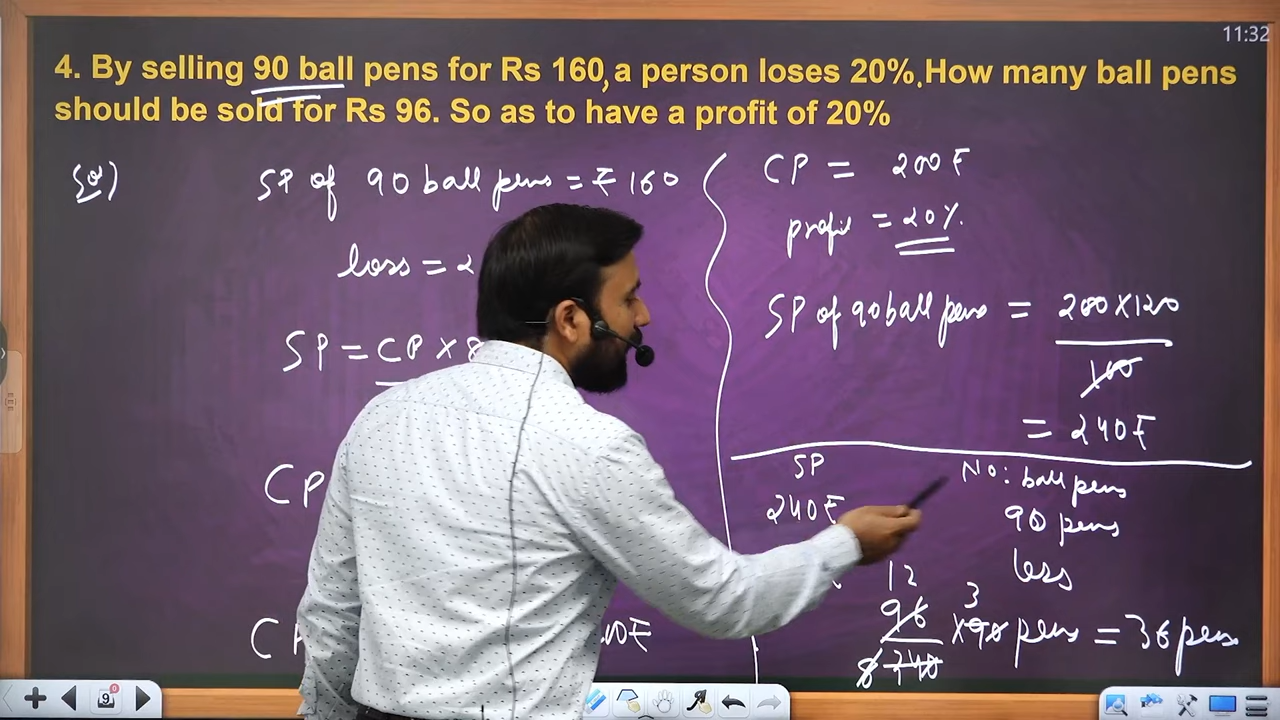 11:32
4. By selling 90 ball pens for Rs 160, a person loses 20%. How many ball pens
should be sold for Rs 96. So as to have a profit of 20%
Sol)
SP of 90 ball pens = ₹ 160
loss = 2
SP = CP × 8
CP
CP
CP = 200 ₹
profit = 20%.
SP of 90 ball pens = 200 × 120
100
= 240 ₹
SP No: ball pens
240 ₹ 90 pens
less
12 3
96 × 90 pens = 36 pens
8 240
9